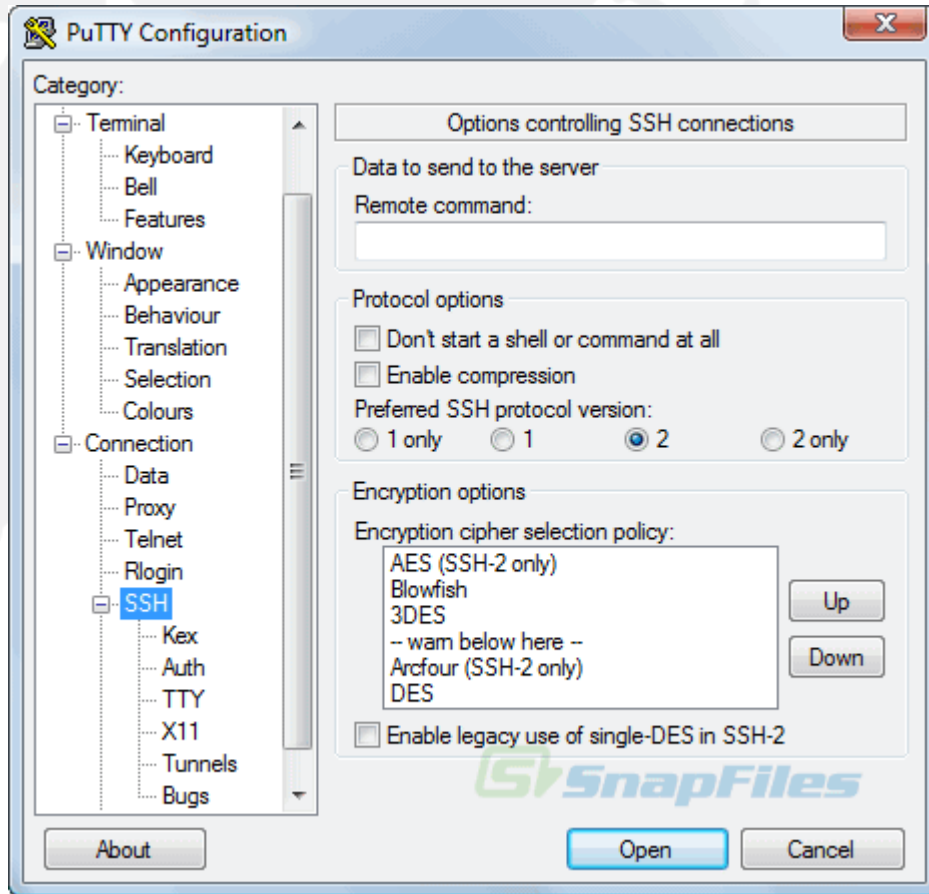 PuTTY Configuration
Category:
Terminal
Keyboard
Bell
Features
Window
Appearance
Behaviour
Translation
Selection
Colours
Connection
Data
Proxy
Telnet
Rlogin
SSH
Kex
Auth
TTY
X11
Tunnels
Bugs
Options controlling SSH connections
Data to send to the server
Remote command:
Protocol options
Don't start a shell or command at all
Enable compression
Preferred SSH protocol version:
1 only 1 2 2 only
Encryption options
Encryption cipher selection policy:
AES (SSH-2 only)
Blowfish
3DES
-- warn below here --
Arcfour (SSH-2 only)
DES
Up
Down
Enable legacy use of single-DES in SSH-2
SnapFiles
About Open Cancel